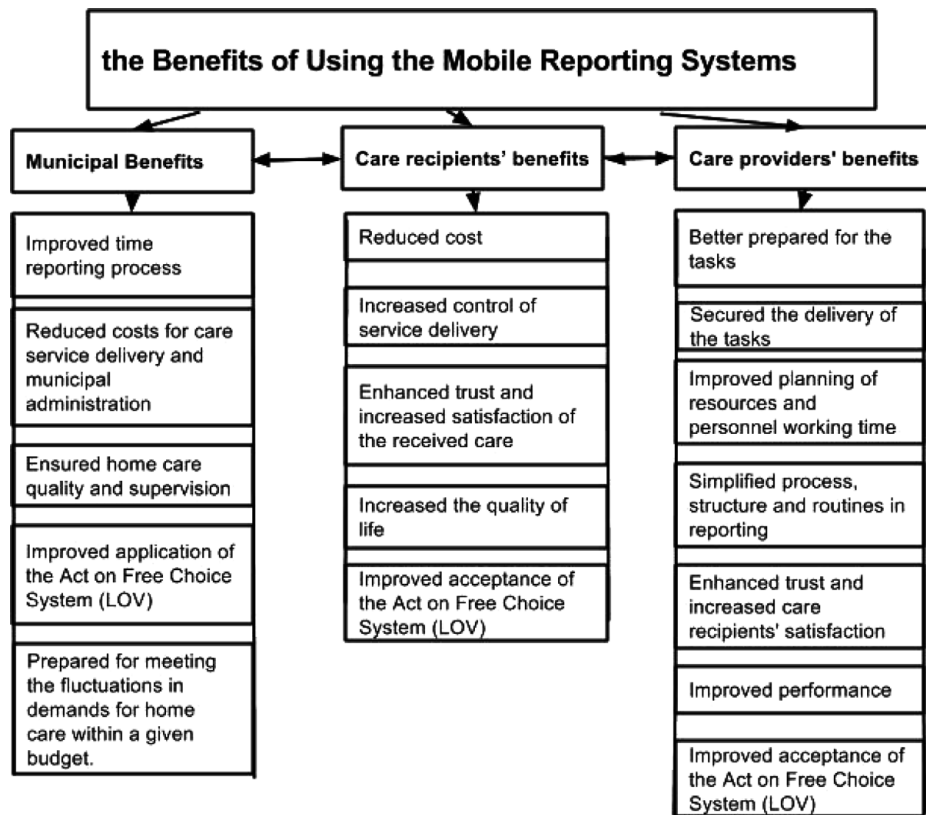 the Benefits of Using the Mobile Reporting Systems
Municipal Benefits
Improved time
reporting process
Reduced costs for care
service delivery and
municipal
administration
Ensured home care
quality and supervision
Improved application of
the Act on Free Choice
System (LOV)
Prepared for meeting
the fluctuations in
demands for home
care within a given
budget.
Care recipients’ benefits
Reduced cost
Increased control of
service delivery
Enhanced trust and
increased satisfaction of
the received care
Increased the quality of
life
Improved acceptance of
the Act on Free Choice
System (LOV)
Care providers' benefits
Better prepared for the
tasks
Secured the delivery of
the tasks
Improved planning of
resources and
personnel working time
Simplified process,
structure and routines in
reporting
Enhanced trust and
increased care
recipients' satisfaction
Improved performance
Improved acceptance of
the Act on Free Choice
System (LOV)